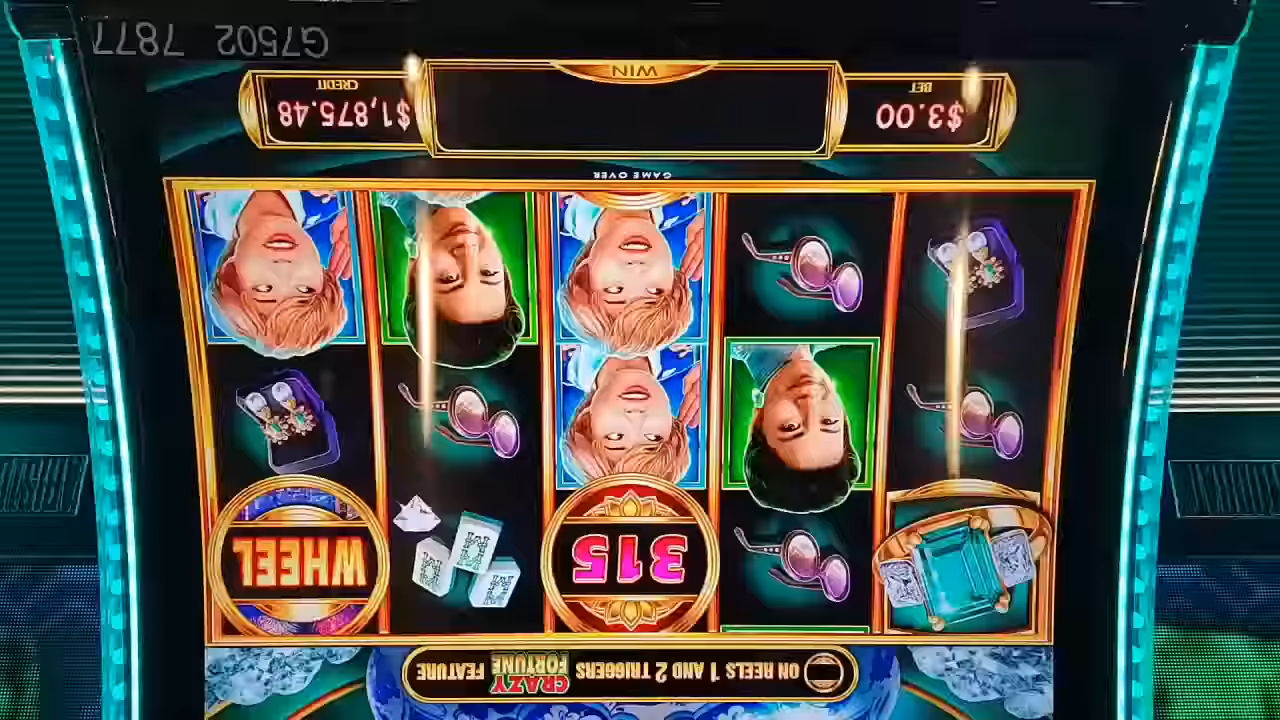 ON REELS 1 AND 2 TRIGGERS CRAZY FORTUNE FEATURE
315
WHEEL
GAME OVER
$3.00
$1,875.48
BET
WIN
CREDIT
G7502 7877